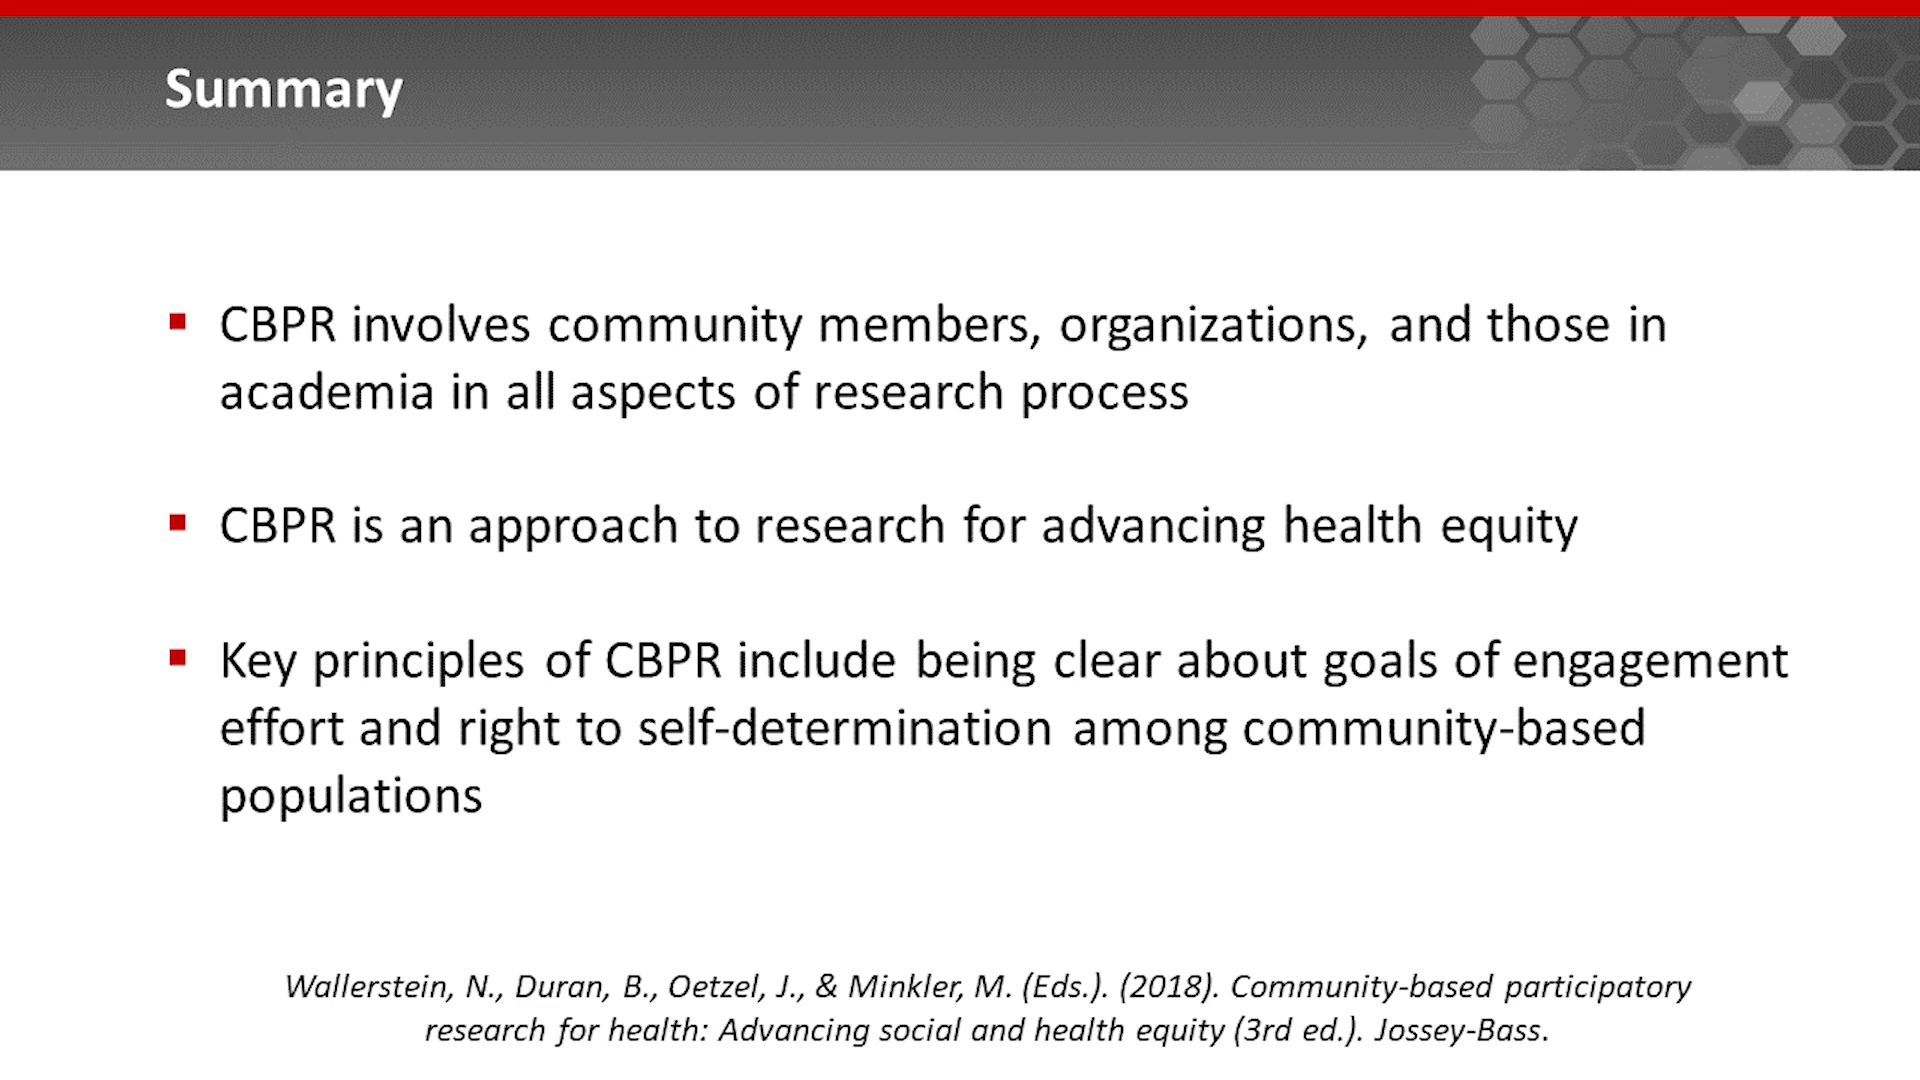 Summary
CBPR involves community members, organizations, and those in
academia in all aspects of research process
CBPR is an approach to research for advancing health equity
Key principles of CBPR include being clear about goals of engagement
effort and right to self-determination among community-based
populations
Wallerstein, N., Duran, B., Oetzel, J., & Minkler, M. (Eds.). (2018). Community-based participatory
research for health: Advancing social and health equity (3rd ed.). Jossey-Bass.